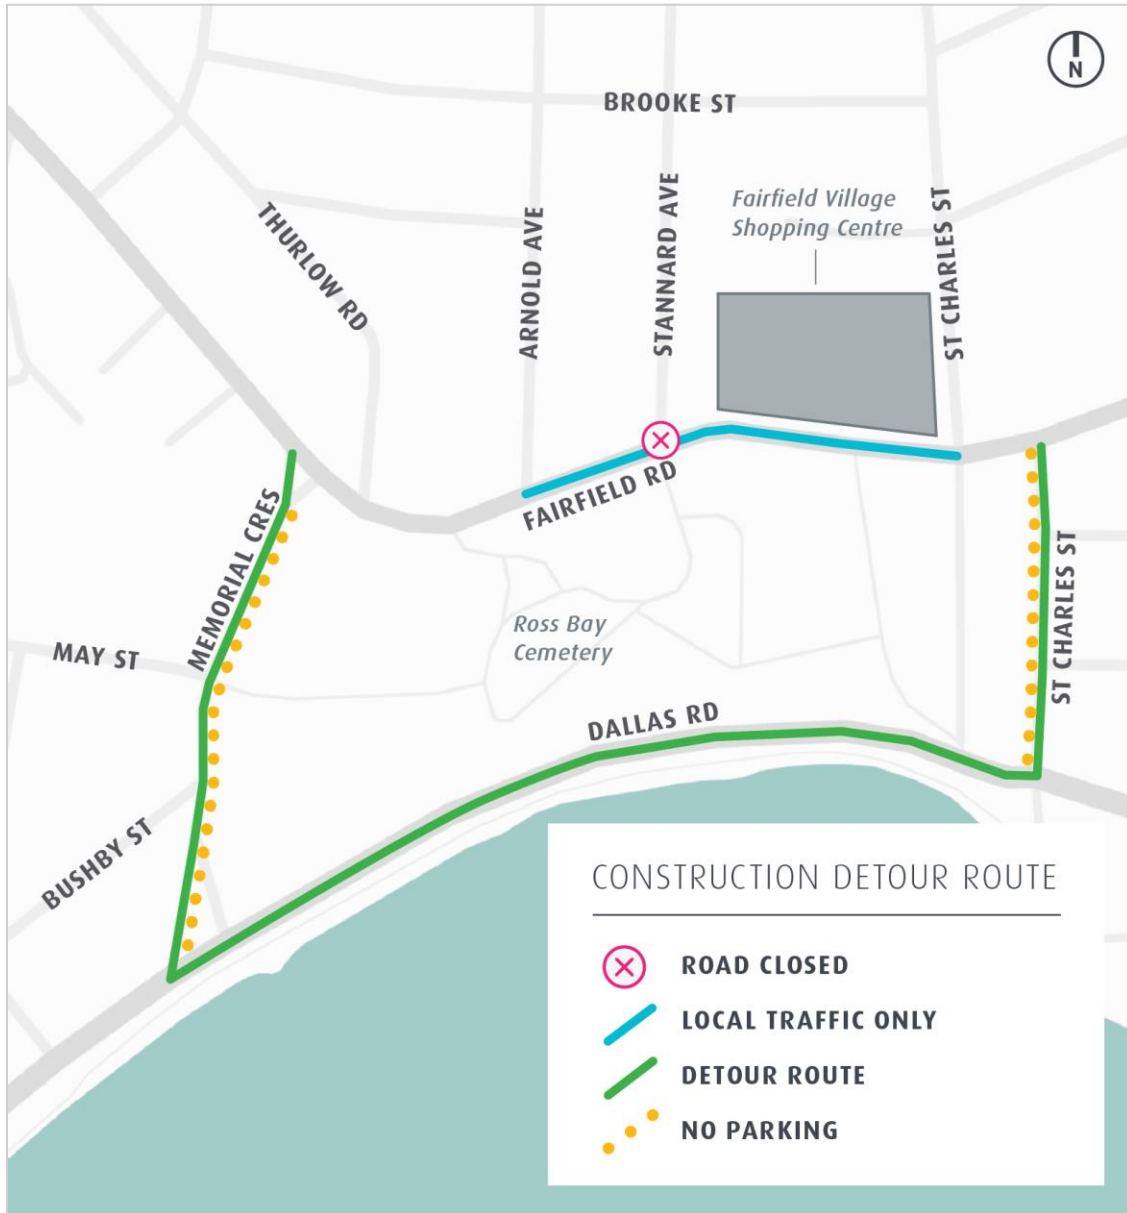 N
BROOKE ST
Fairfield Village
Shopping Centre
THURLOW RD
ARNOLD AVE
STANNARD AVE
ST CHARLES ST
FAIRFIELD RD
MEMORIAL CRES
MAY ST
Ross Bay
Cemetery
ST CHARLES ST
DALLAS RD
BUSHBY ST
CONSTRUCTION DETOUR ROUTE
ROAD CLOSED
LOCAL TRAFFIC ONLY
DETOUR ROUTE
NO PARKING